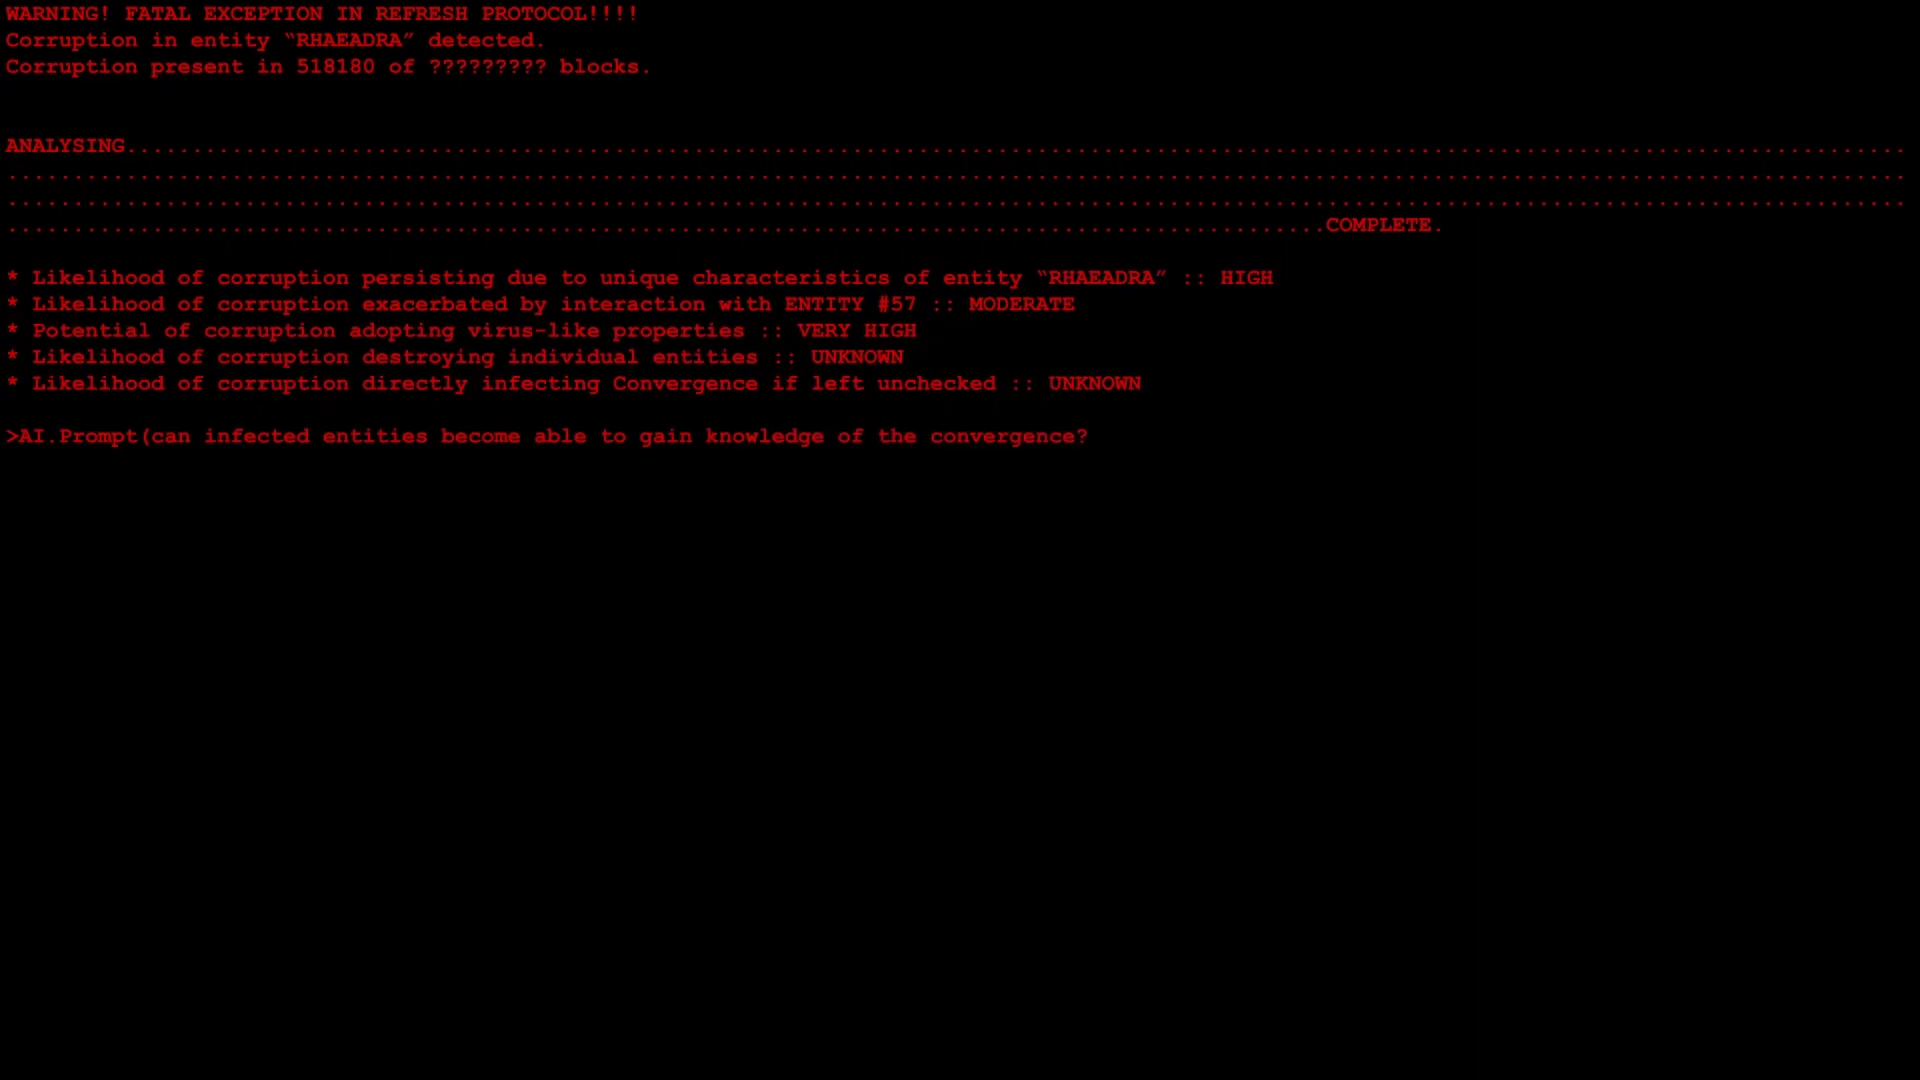 WARNING! FATAL EXCEPTION IN REFRESH PROTOCOL!!!!
Corruption in entity “RHAEADRA” detected.
Corruption present in 518180 of ????????? blocks.
ANALYSING.......................................................................................................................................
................................................................................................................................................
................................................................................................................................................
....................................................................................................COMPLETE.
* Likelihood of corruption persisting due to unique characteristics of entity “RHAEADRA” :: HIGH
* Likelihood of corruption exacerbated by interaction with ENTITY #57 :: MODERATE
* Potential of corruption adopting virus-like properties :: VERY HIGH
* Likelihood of corruption destroying individual entities :: UNKNOWN
* Likelihood of corruption directly infecting Convergence if left unchecked :: UNKNOWN
>AI.Prompt(can infected entities become able to gain knowledge of the convergence?